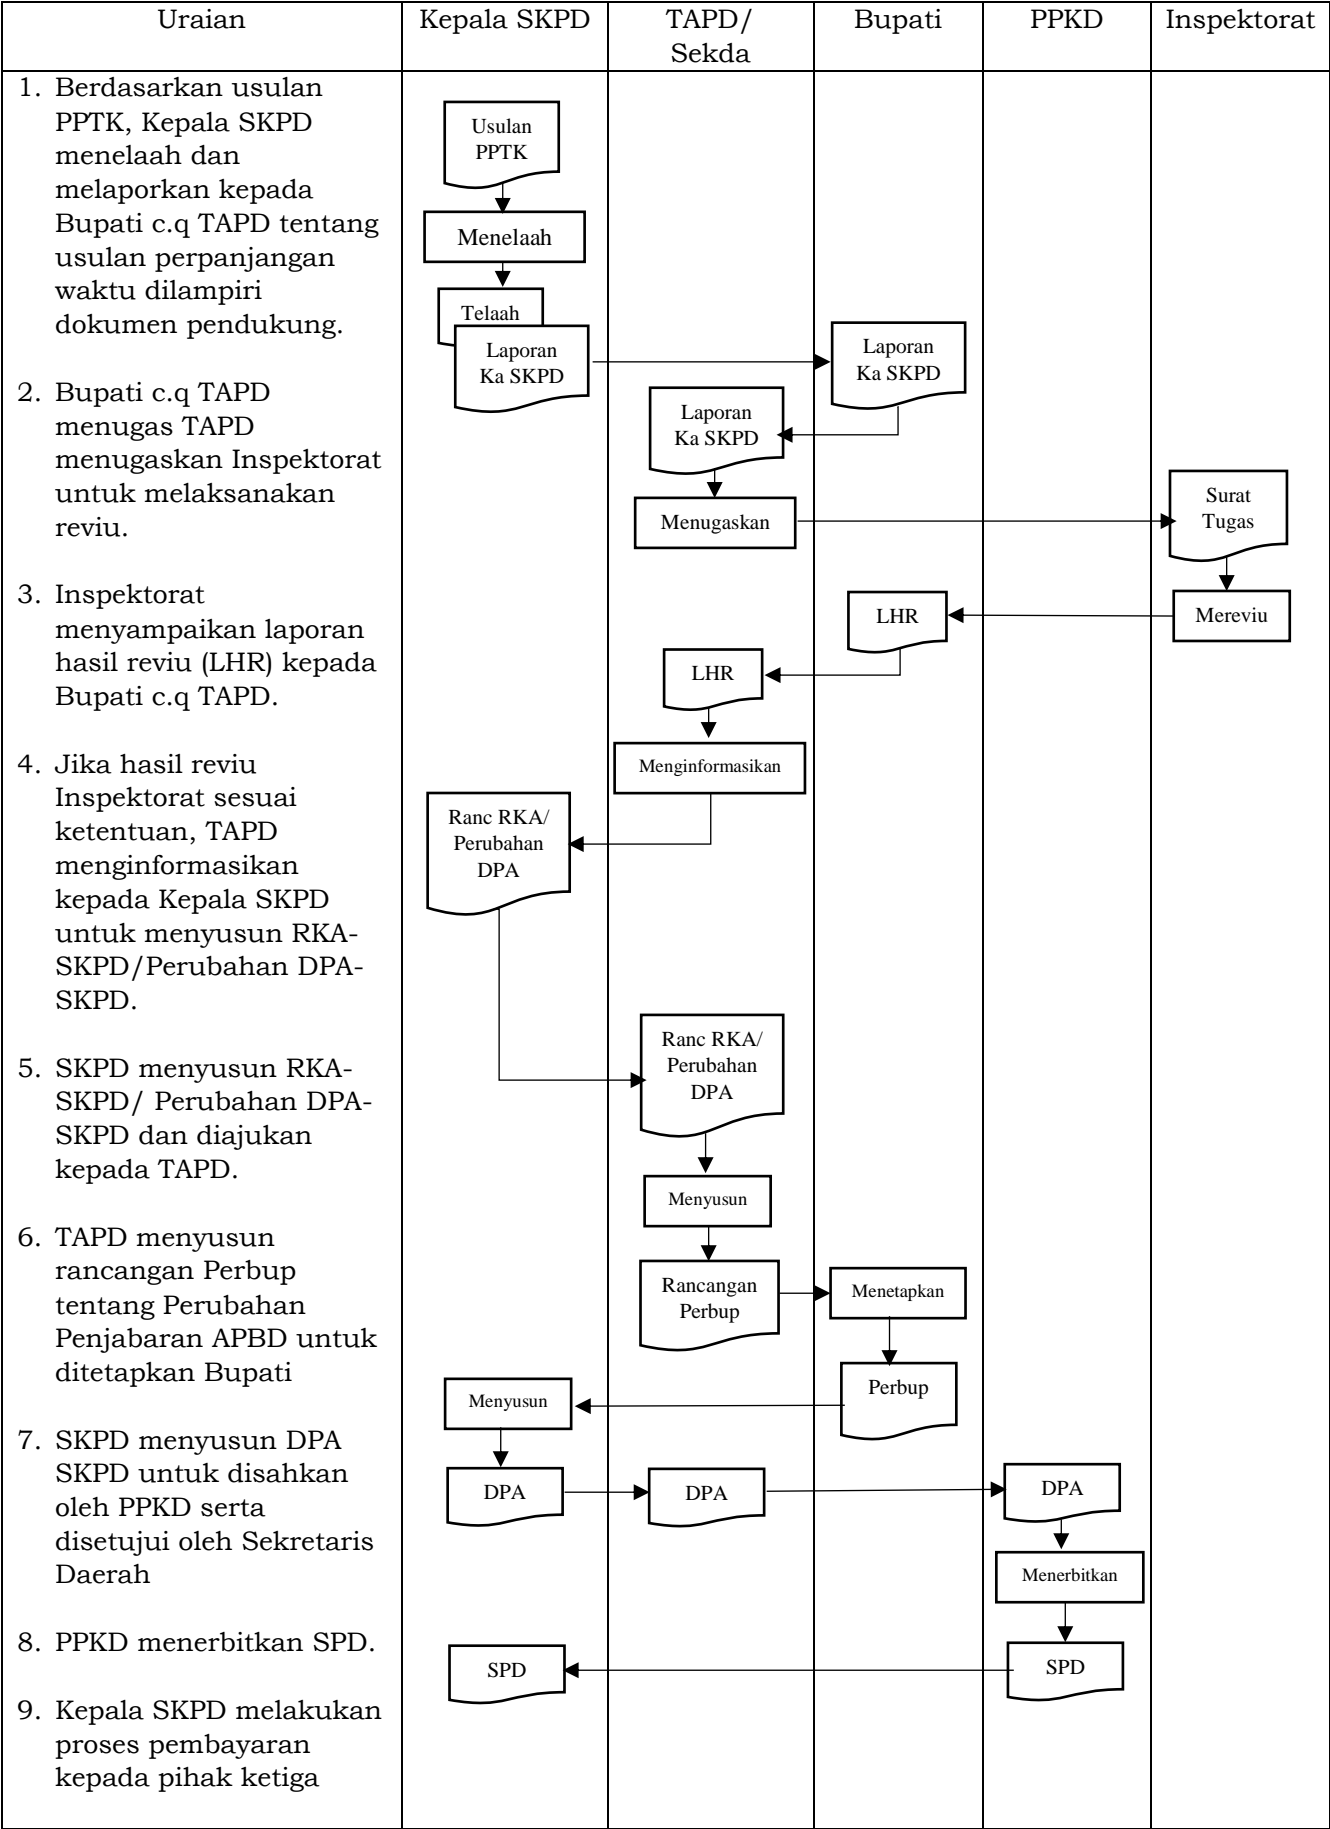 Uraian
Kepala SKPD
TAPD/
Sekda
Bupati
PPKD
Inspektorat
1. Berdasarkan usulan
PPTK, Kepala SKPD
menelaah dan
melaporkan kepada
Bupati c.q TAPD tentang
usulan perpanjangan
waktu dilampiri
dokumen pendukung.
2. Bupati c.q TAPD
menugas TAPD
menugaskan Inspektorat
untuk melaksanakan
reviu.
3. Inspektorat
menyampaikan laporan
hasil reviu (LHR) kepada
Bupati c.q TAPD.
4. Jika hasil reviu
Inspektorat sesuai
ketentuan, TAPD
menginformasikan
kepada Kepala SKPD
untuk menyusun RKA-
SKPD/Perubahan DPA-
SKPD.
5. SKPD menyusun RKA-
SKPD/ Perubahan DPA-
SKPD dan diajukan
kepada TAPD.
6. TAPD menyusun
rancangan Perbup
tentang Perubahan
Penjabaran APBD untuk
ditetapkan Bupati
7. SKPD menyusun DPA
SKPD untuk disahkan
oleh PPKD serta
disetujui oleh Sekretaris
Daerah
8. PPKD menerbitkan SPD.
9. Kepala SKPD melakukan
proses pembayaran
kepada pihak ketiga
Usulan
PPTK
Menelaah
Telaah
Laporan
Ka SKPD
Laporan
Ka SKPD
Laporan
Ka SKPD
Menugaskan
Surat
Tugas
Mereviu
LHR
LHR
Menginformasikan
Ranc RKA/
Perubahan
DPA
Ranc RKA/
Perubahan
DPA
Menyusun
Rancangan
Perbup
Menetapkan
Perbup
Menyusun
DPA
DPA
DPA
Menerbitkan
SPD
SPD